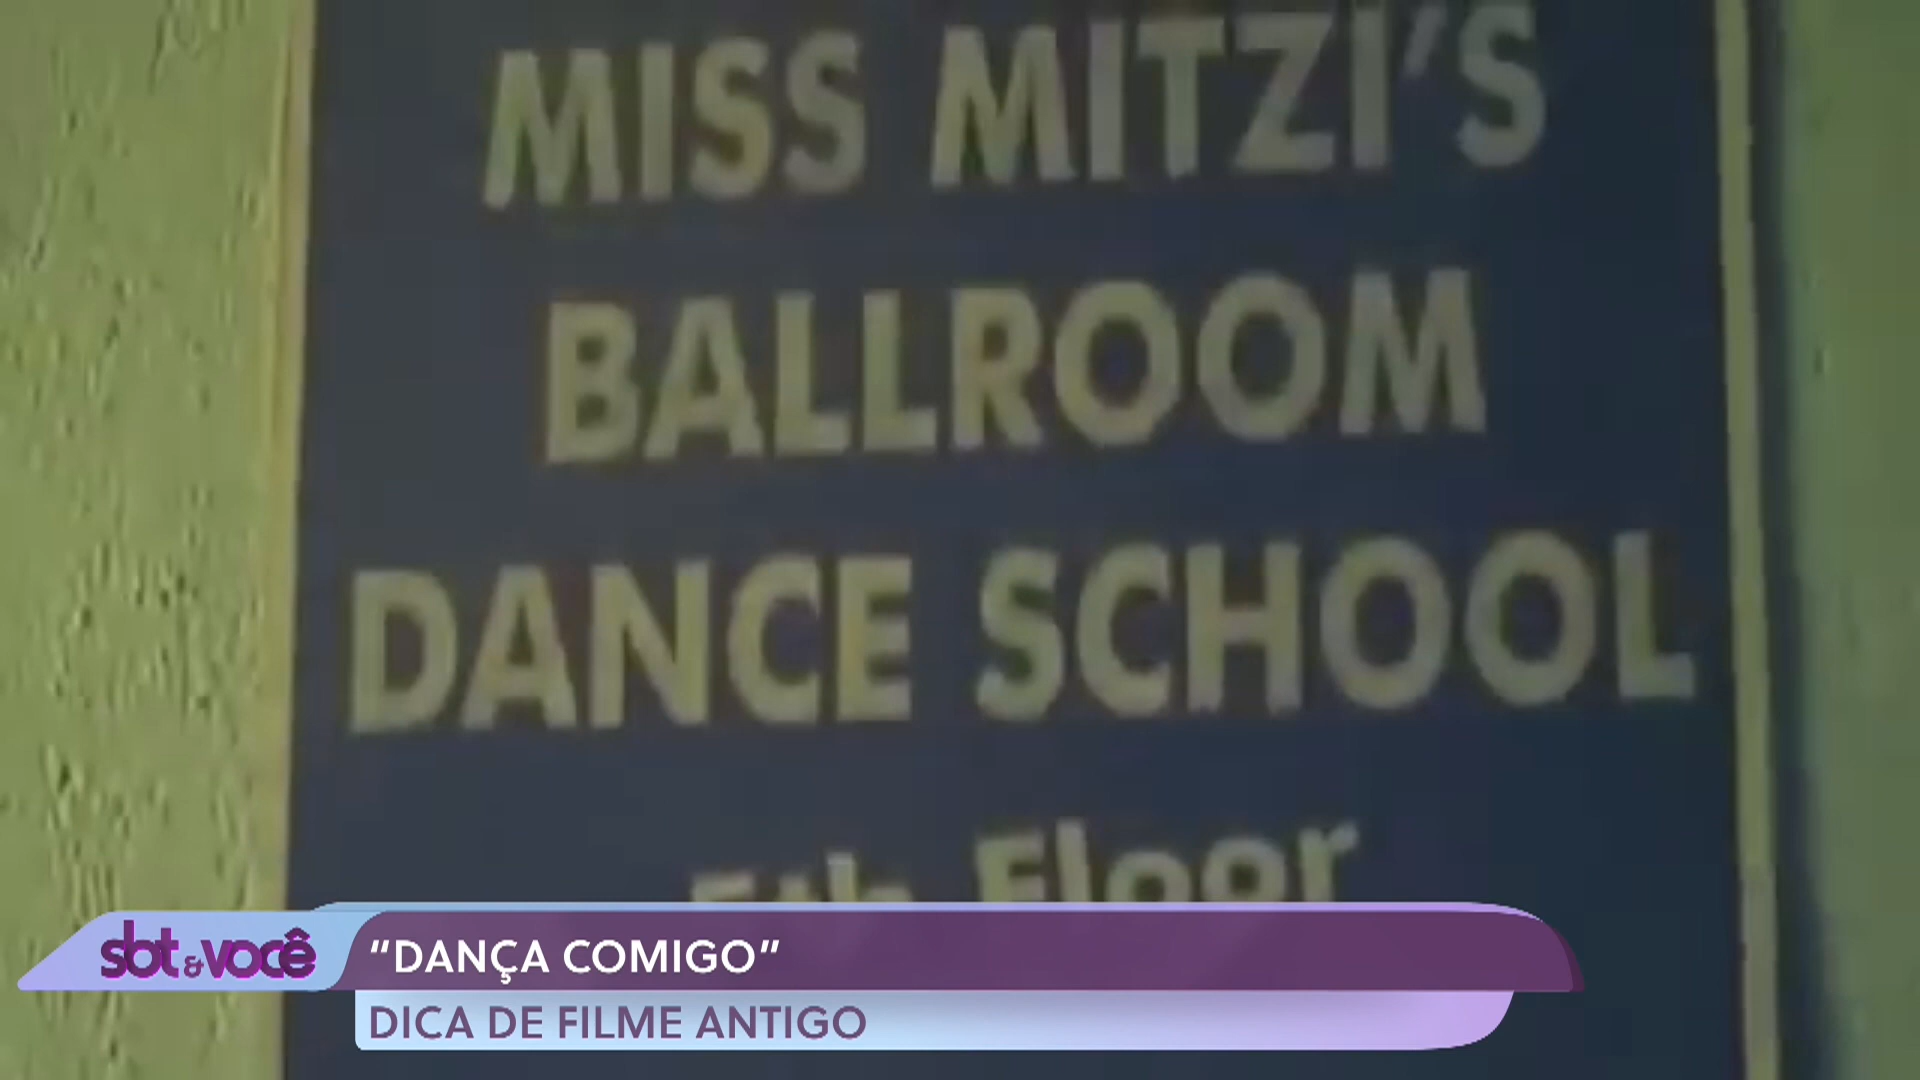 MISS MITZI'S
BALLROOM
DANCE SCHOOL
5th Floor
sbt&você
“DANÇA COMIGO”
DICA DE FILME ANTIGO